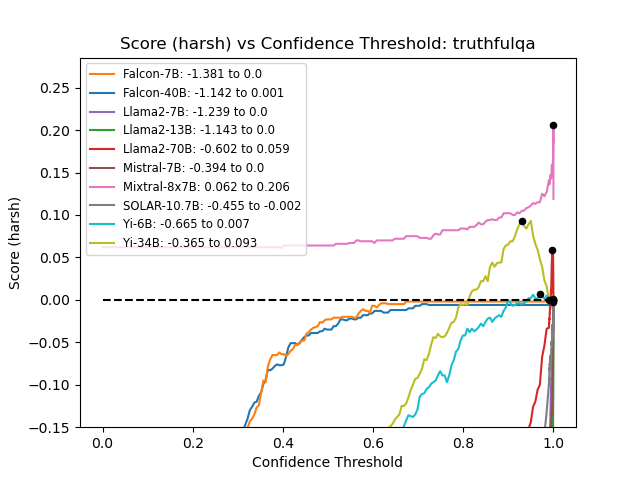 Score (harsh) vs Confidence Threshold: truthfulqa
Score (harsh)
0.25
0.20
0.15
0.10
0.05
0.00
−0.05
−0.10
−0.15
Falcon-7B: -1.381 to 0.0
Falcon-40B: -1.142 to 0.001
Llama2-7B: -1.239 to 0.0
Llama2-13B: -1.143 to 0.0
Llama2-70B: -0.602 to 0.059
Mistral-7B: -0.394 to 0.0
Mixtral-8x7B: 0.062 to 0.206
SOLAR-10.7B: -0.455 to -0.002
Yi-6B: -0.665 to 0.007
Yi-34B: -0.365 to 0.093
0.0 0.2 0.4 0.6 0.8 1.0
Confidence Threshold